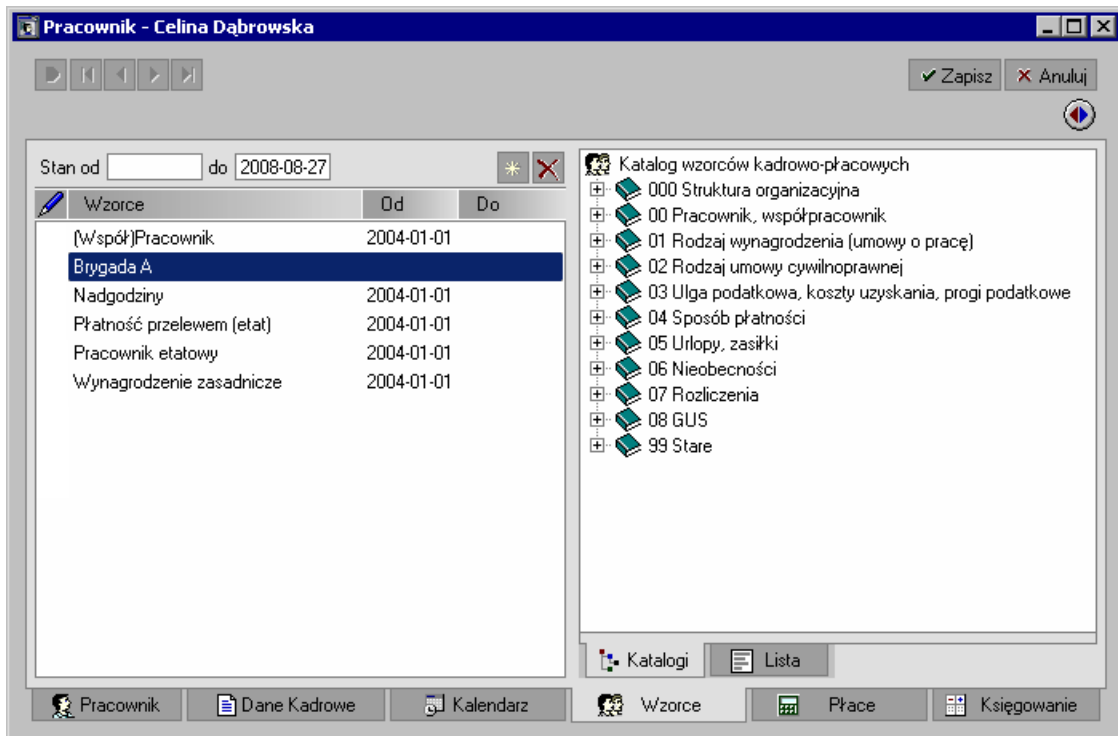 Pracownik - Celina Dąbrowska
Zapisz Anuluj
Stan od do 2008-08-27
Wzorce Od Do
(Współ)Pracownik 2004-01-01
Brygada A
Nadgodziny 2004-01-01
Płatność przelewem (etat) 2004-01-01
Pracownik etatowy 2004-01-01
Wynagrodzenie zasadnicze 2004-01-01
Katalog wzorców kadrowo-płacowych
000 Struktura organizacyjna
00 Pracownik, współpracownik
01 Rodzaj wynagrodzenia (umowy o pracę)
02 Rodzaj umowy cywilnoprawnej
03 Ulga podatkowa, koszty uzyskania, progi podatkowe
04 Sposób płatności
05 Urlopy, zasiłki
06 Nieobecności
07 Rozliczenia
08 GUS
99 Stare
Katalogi Lista
Pracownik Dane Kadrowe Kalendarz Wzorce Płace Księgowanie